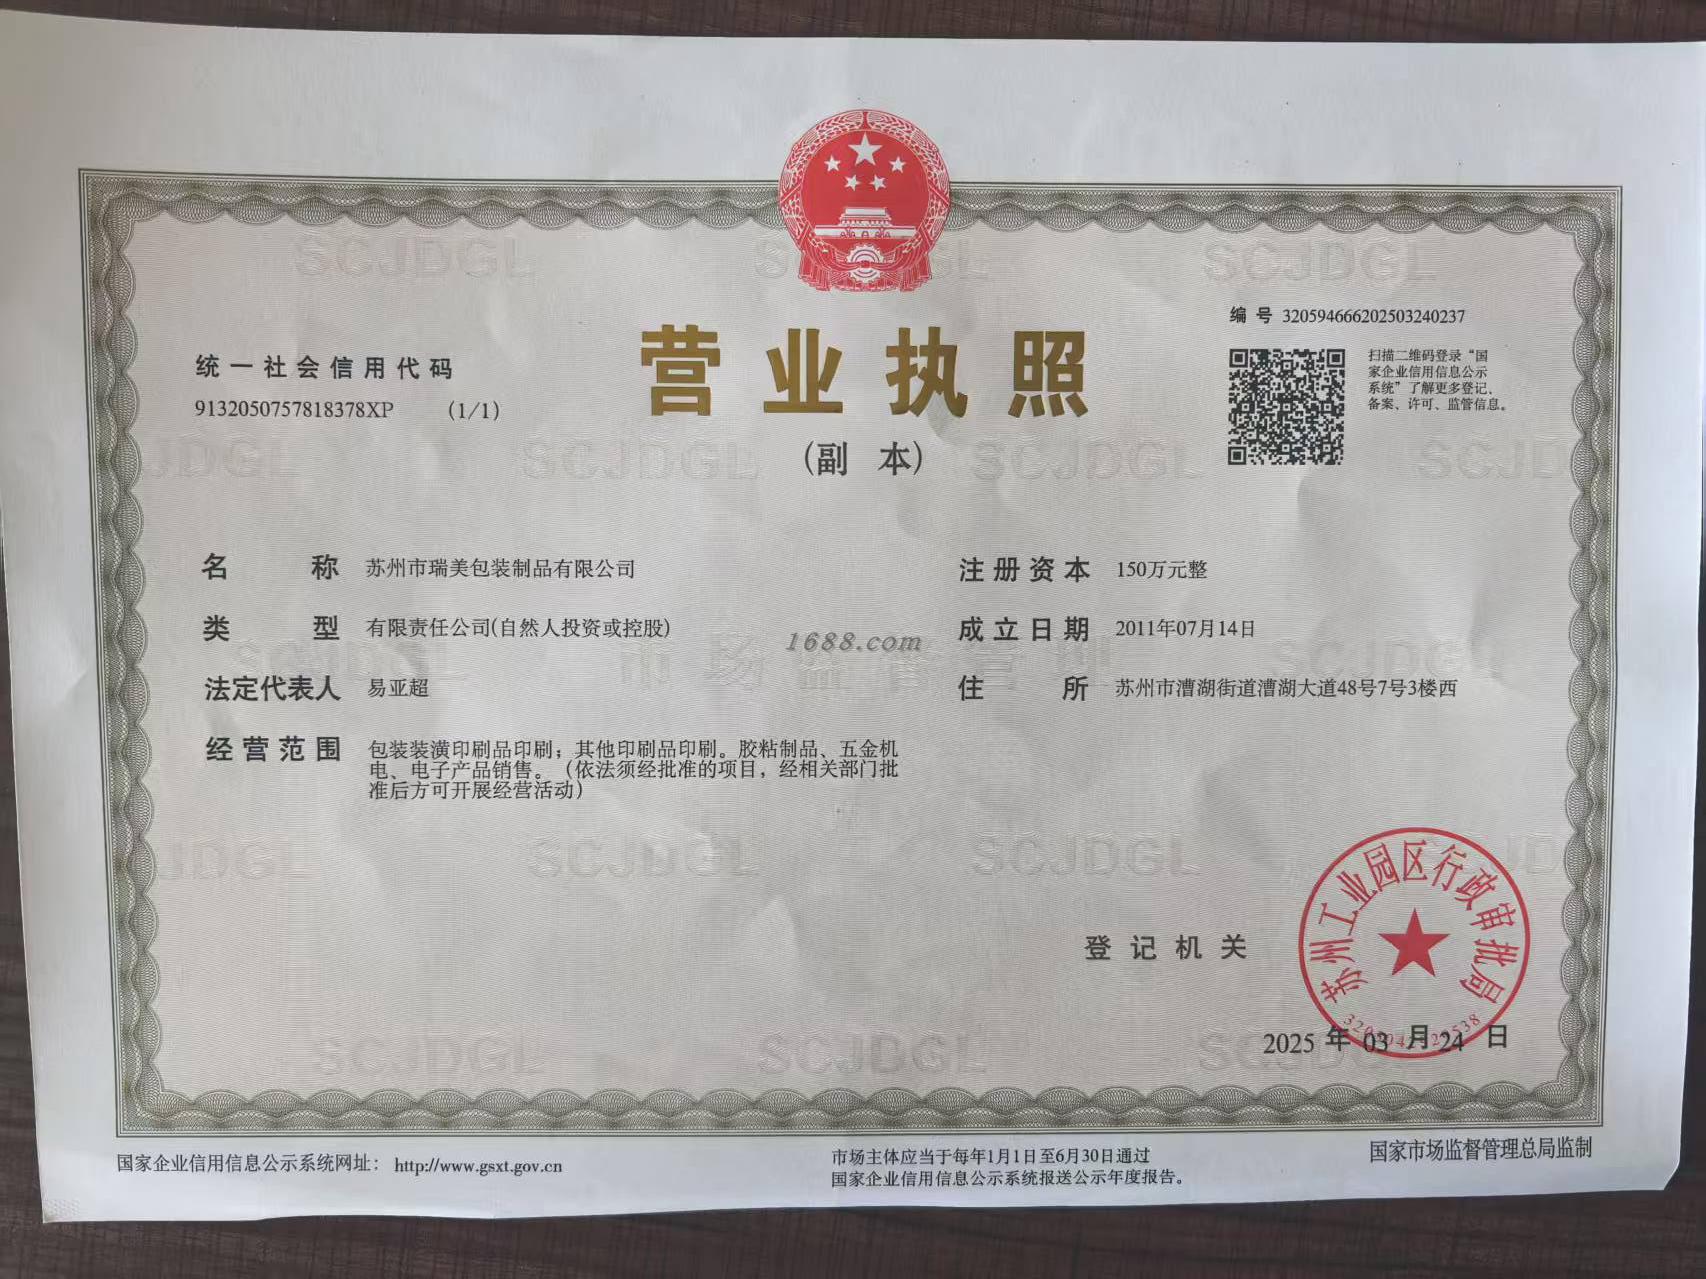 编 号 320594666202503240237
统一社会信用代码
9132050757818378XP (1/1)
营业执照
(副 本)
扫描二维码登录“国
家企业信用信息公示
系统”了解更多登记、
备案、许可、监管信息。
名 称 苏州市瑞美包装制品有限公司
类 型 有限责任公司(自然人投资或控股)
法定代表人 易亚超
经营范围 包装装潢印刷品印刷；其他印刷品印刷。胶粘制品、五金机
电、电子产品销售。（依法须经批准的项目，经相关部门批
准后方可开展经营活动）
注册资本 150万元整
成立日期 2011年07月14日
住 所 苏州市漕湖街道漕湖大道48号7号3楼西
1688.com
SCJDGL
市场监督管理
登记机关
苏州工业园区行政审批局
2025 年 03 月 24 日
国家企业信用信息公示系统网址： http://www.gsxt.gov.cn
市场主体应当于每年1月1日至6月30日通过
国家企业信用信息公示系统报送公示年度报告。
国家市场监督管理总局监制